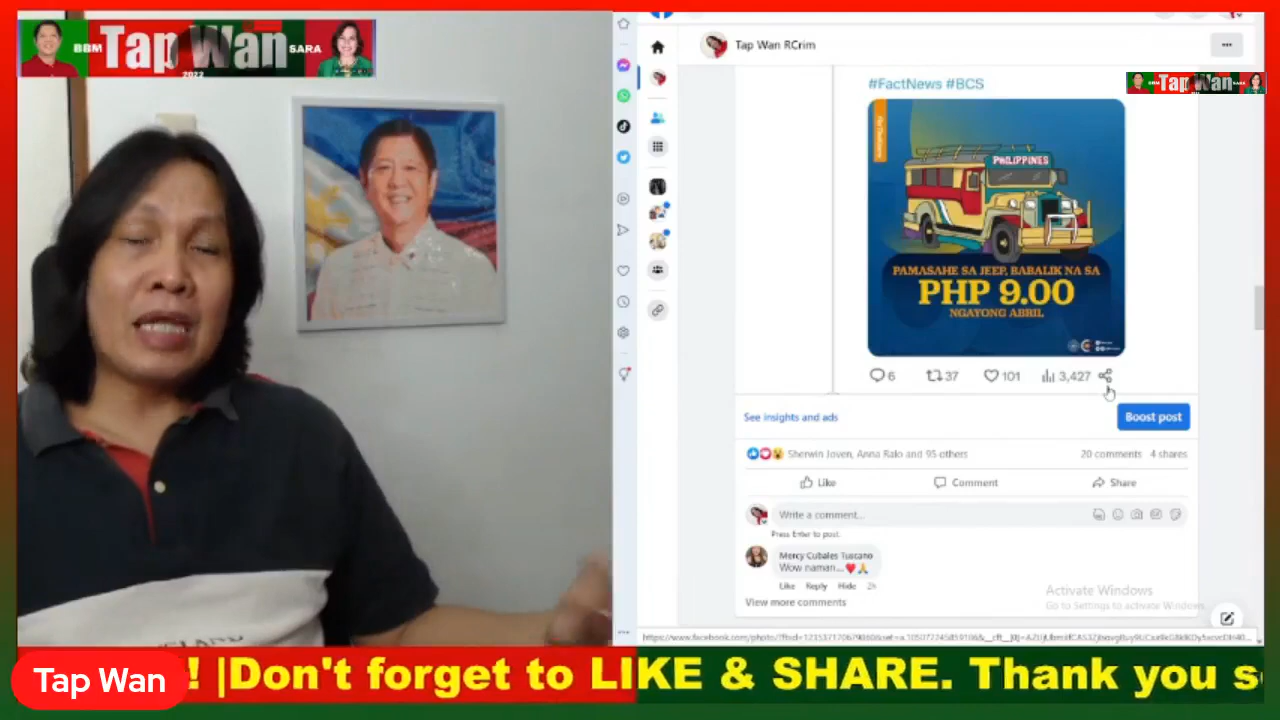 BBM Tap Wan SARA
2022
Tap Wan RCrim
#FactNews #BCS
PHILIPPINES
PAMASAHE SA JEEP, BABALIK NA SA
PHP 9.00
NGAYONG ABRIL
6 37 101 3,427
See insights and ads
Boost post
Sherwin Joven, Anna Ralo and 95 others
20 comments 4 shares
Like Comment Share
Write a comment...
Press Enter to post.
Mercy Cubales Tuscano
Wow naman...❤️🙏
Like Reply Hide 2h
View more comments
Activate Windows
Go to Settings to activate Windows.
! |Don't forget to LIKE & SHARE. Thank you s
Tap Wan